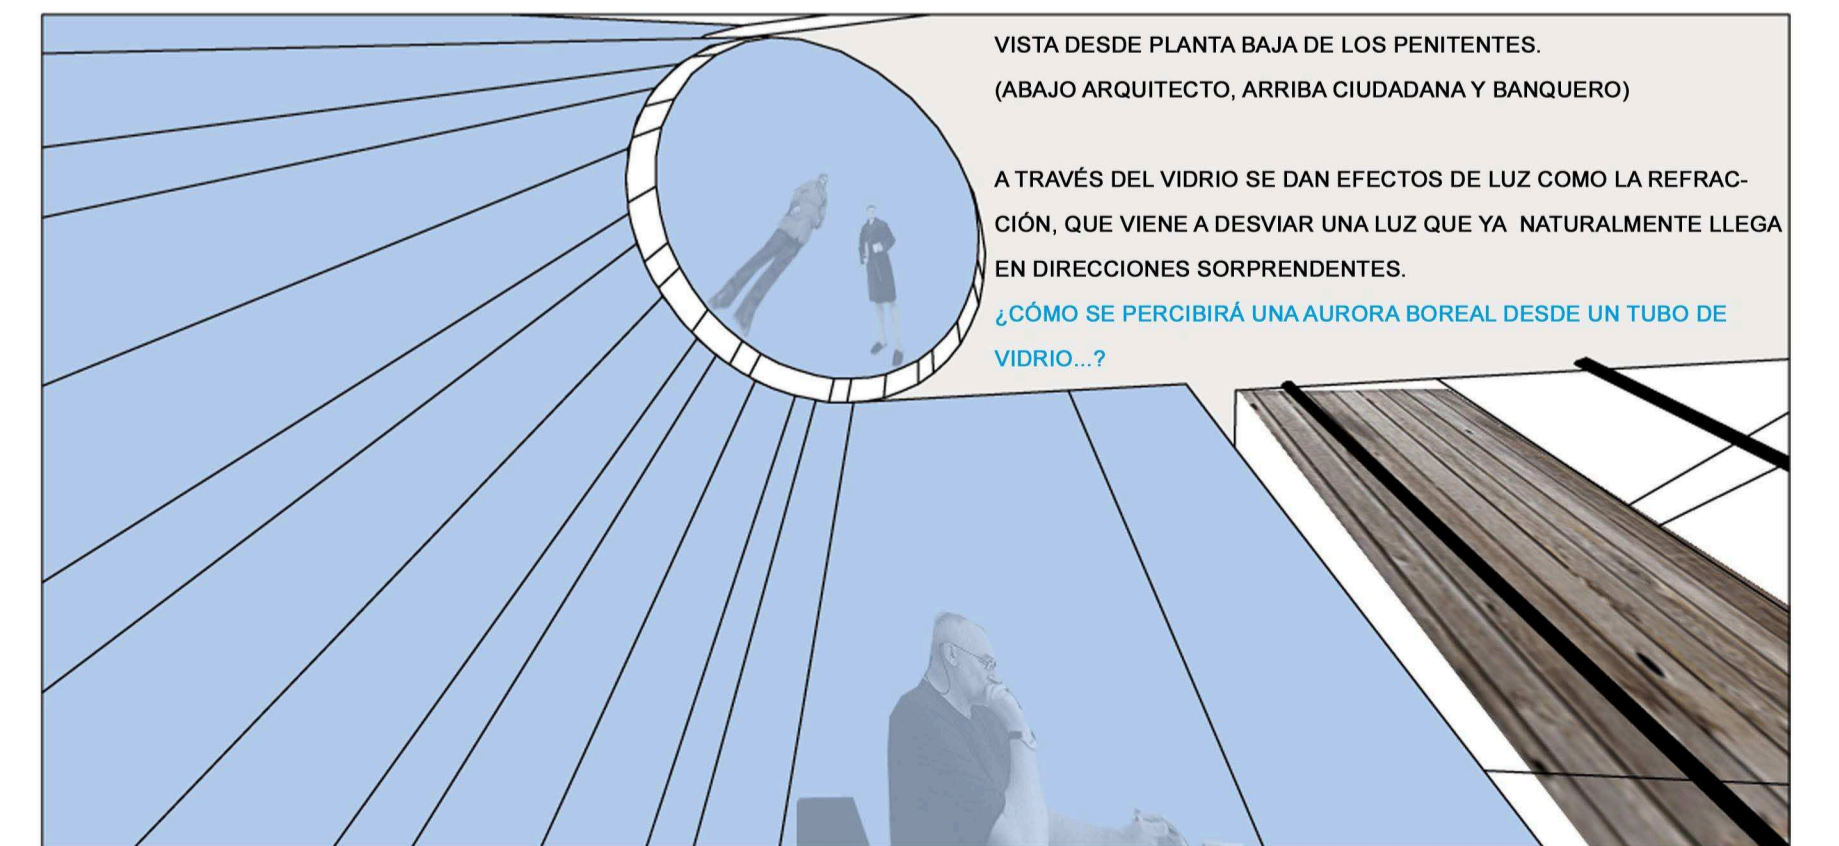 VISTA DESDE PLANTA BAJA DE LOS PENITENTES.
(ABAJO ARQUITECTO, ARRIBA CIUDADANA Y BANQUERO)
A TRAVÉS DEL VIDRIO SE DAN EFECTOS DE LUZ COMO LA REFRAC-
CIÓN, QUE VIENE A DESVIAR UNA LUZ QUE YA NATURALMENTE LLEGA
EN DIRECCIONES SORPRENDENTES.
¿CÓMO SE PERCIBIRÁ UNA AURORA BOREAL DESDE UN TUBO DE
VIDRIO...?